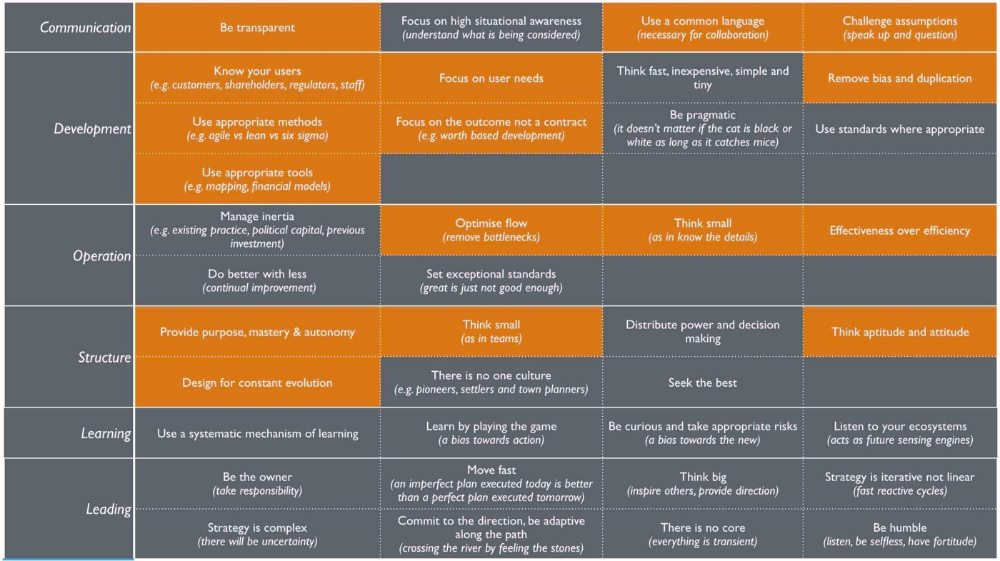 Communication
Be transparent
Focus on high situational awareness
(understand what is being considered)
Use a common language
(necessary for collaboration)
Challenge assumptions
(speak up and question)
Development
Know your users
(e.g. customers, shareholders, regulators, staff)
Focus on user needs
Think fast, inexpensive, simple and
tiny
Remove bias and duplication
Use appropriate methods
(e.g. agile vs lean vs six sigma)
Focus on the outcome not a contract
(e.g. worth based development)
Be pragmatic
(it doesn't matter if the cat is black or
white as long as it catches mice)
Use standards where appropriate
Use appropriate tools
(e.g. mapping, financial models)
Operation
Manage inertia
(e.g. existing practice, political capital, previous
investment)
Optimise flow
(remove bottlenecks)
Think small
(as in know the details)
Effectiveness over efficiency
Do better with less
(continual improvement)
Set exceptional standards
(great is just not good enough)
Structure
Provide purpose, mastery & autonomy
Think small
(as in teams)
Distribute power and decision
making
Think aptitude and attitude
Design for constant evolution
There is no one culture
(e.g. pioneers, settlers and town planners)
Seek the best
Learning
Use a systematic mechanism of learning
Learn by playing the game
(a bias towards action)
Be curious and take appropriate risks
(a bias towards the new)
Listen to your ecosystems
(acts as future sensing engines)
Leading
Be the owner
(take responsibility)
Move fast
(an imperfect plan executed today is better
than a perfect plan executed tomorrow)
Think big
(inspire others, provide direction)
Strategy is iterative not linear
(fast reactive cycles)
Strategy is complex
(there will be uncertainty)
Commit to the direction, be adaptive
along the path
(crossing the river by feeling the stones)
There is no core
(everything is transient)
Be humble
(listen, be selfless, have fortitude)